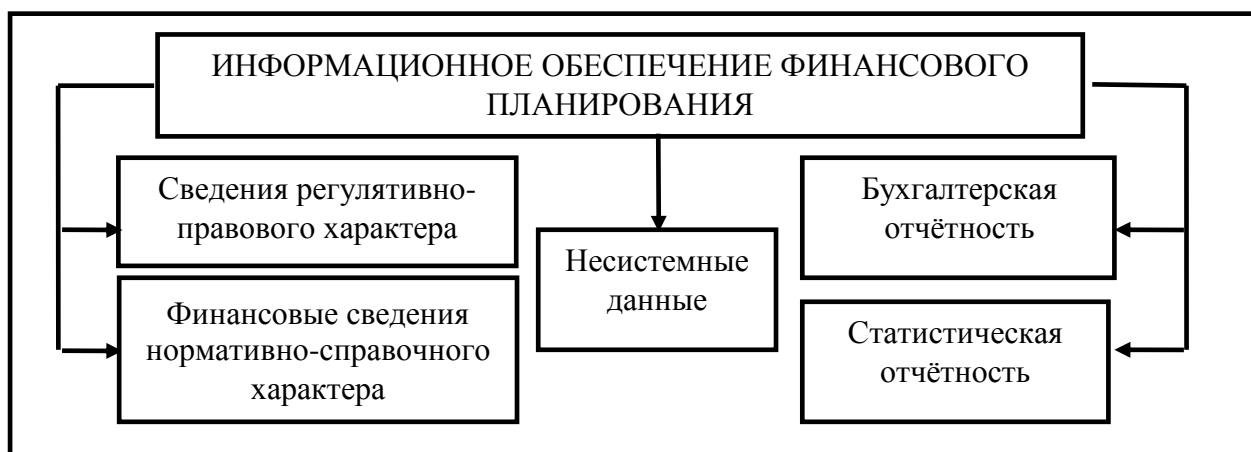 ИНФОРМАЦИОННОЕ ОБЕСПЕЧЕНИЕ ФИНАНСОВОГО
ПЛАНИРОВАНИЯ
Сведения регулятивно-
правового характера
Финансовые сведения
нормативно-справочного
характера
Несистемные
данные
Бухгалтерская
отчётность
Статистическая
отчётность